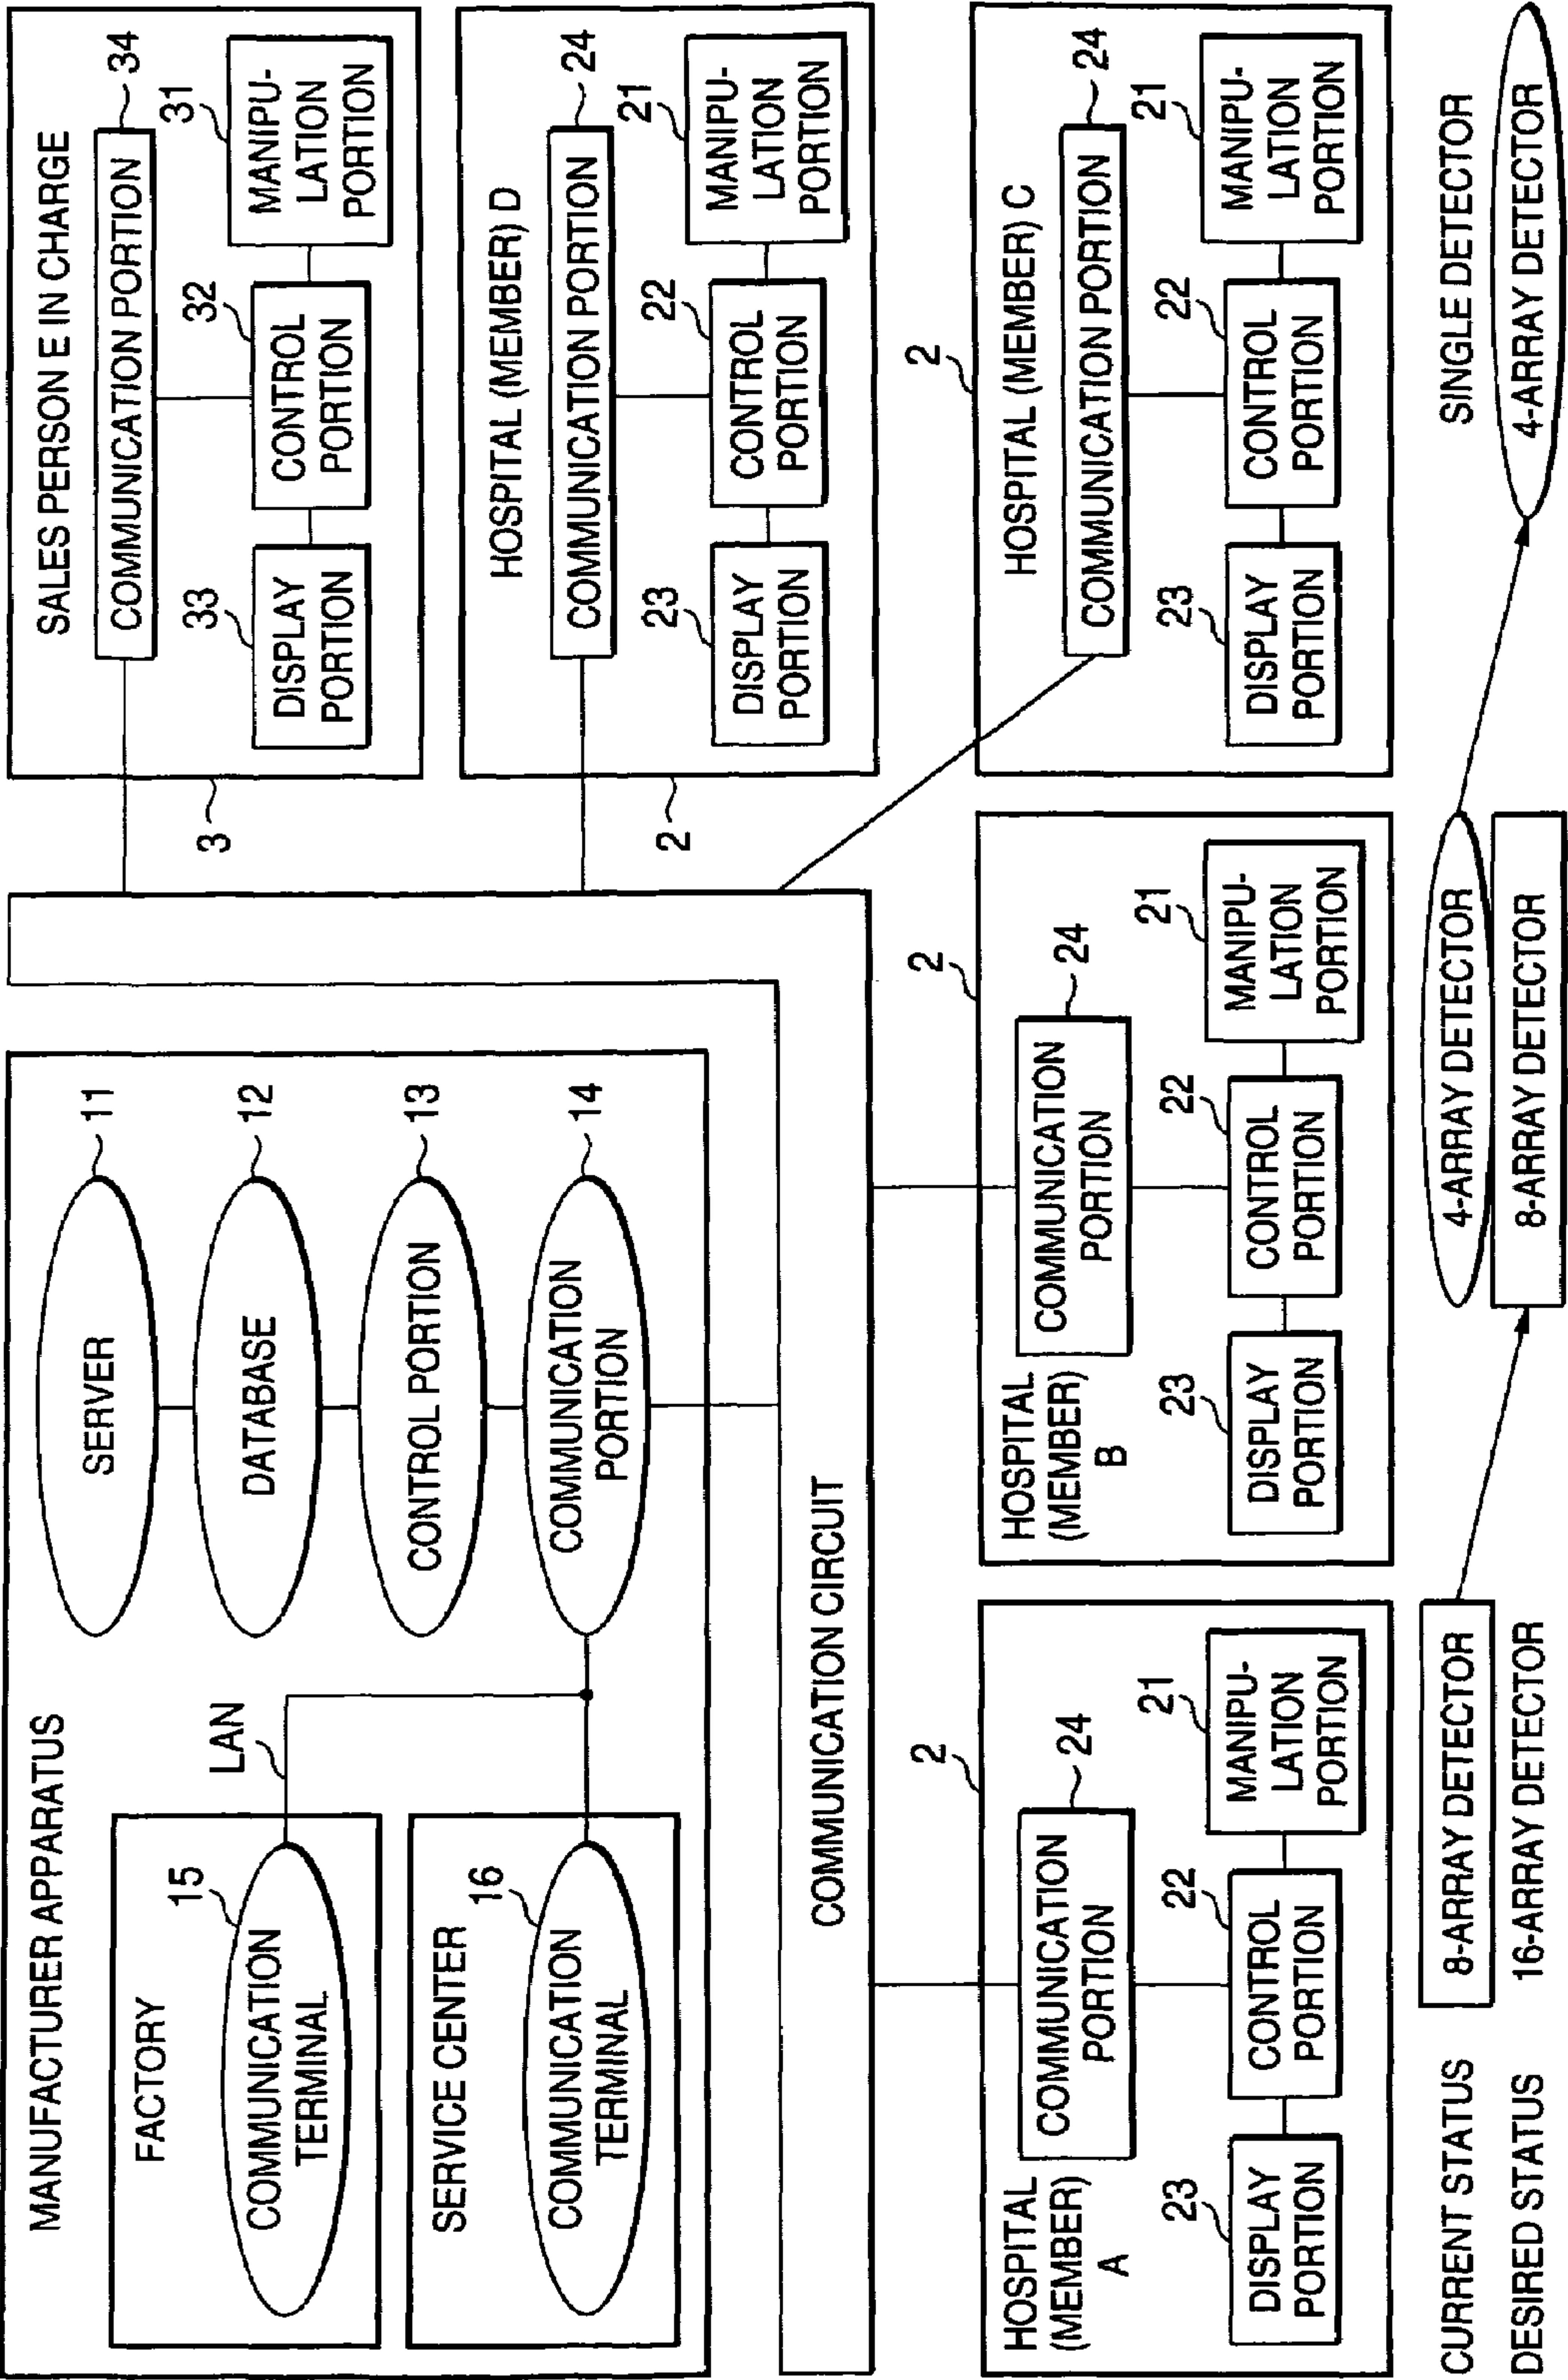 MANUFACTURER APPARATUS
FACTORY
15
COMMUNICATION
TERMINAL
SERVICE CENTER
16
COMMUNICATION
TERMINAL
LAN
SERVER
11
DATABASE
12
CONTROL PORTION
13
COMMUNICATION
PORTION
14
COMMUNICATION CIRCUIT
SALES PERSON E IN CHARGE
3
COMMUNICATION PORTION
34
33
DISPLAY
PORTION
32
CONTROL
PORTION
31
MANIPU-
LATION
PORTION
HOSPITAL (MEMBER) D
2
COMMUNICATION PORTION
24
23
DISPLAY
PORTION
22
CONTROL
PORTION
21
MANIPU-
LATION
PORTION
HOSPITAL
(MEMBER)
A
2
COMMUNICATION
PORTION
24
23
DISPLAY
PORTION
22
CONTROL
PORTION
21
MANIPU-
LATION
PORTION
HOSPITAL
(MEMBER)
B
2
COMMUNICATION
PORTION
24
23
DISPLAY
PORTION
22
CONTROL
PORTION
21
MANIPU-
LATION
PORTION
2
HOSPITAL (MEMBER) C
COMMUNICATION PORTION
24
23
DISPLAY
PORTION
22
CONTROL
PORTION
21
MANIPU-
LATION
PORTION
CURRENT STATUS
8-ARRAY DETECTOR
4-ARRAY DETECTOR
SINGLE DETECTOR
DESIRED STATUS
16-ARRAY DETECTOR
8-ARRAY DETECTOR
4-ARRAY DETECTOR